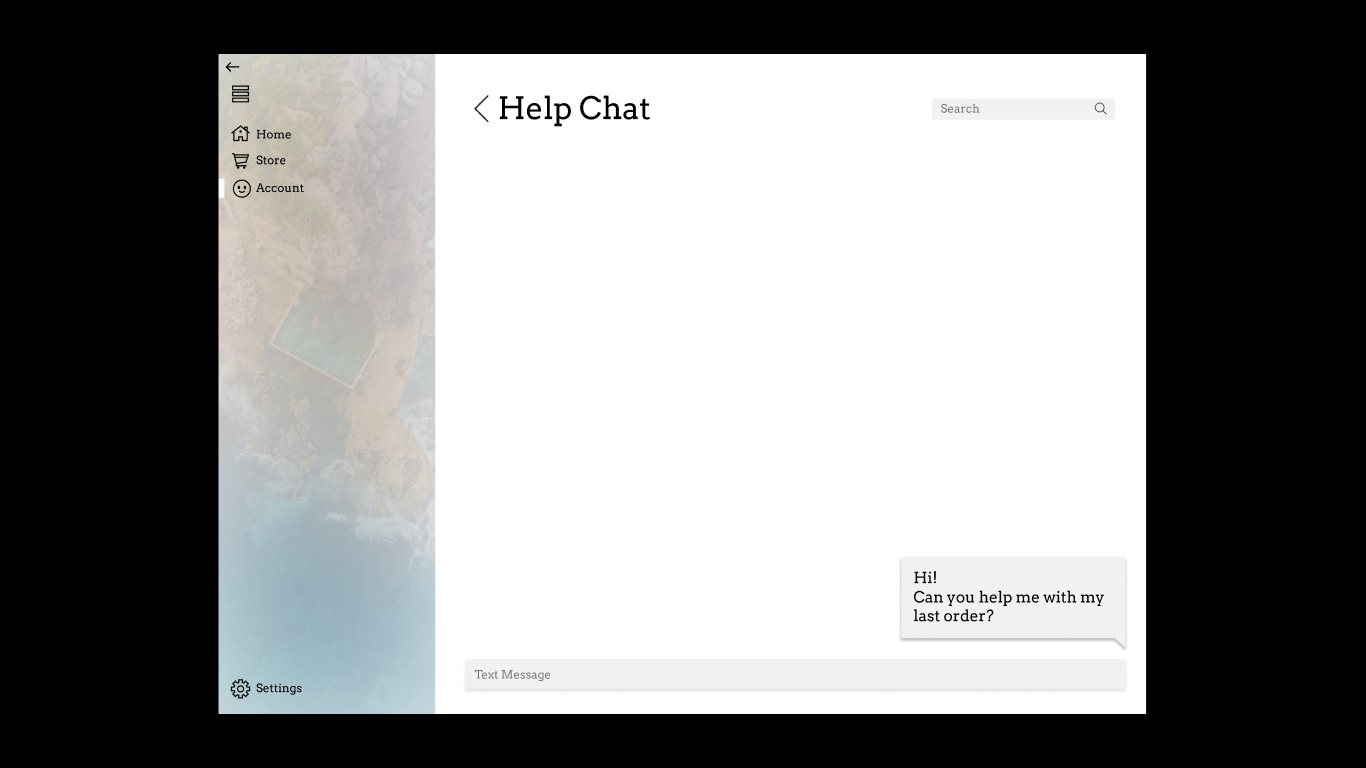 Home
Store
Account
Settings
Help Chat
Search
Hi!
Can you help me with my
last order?
Text Message